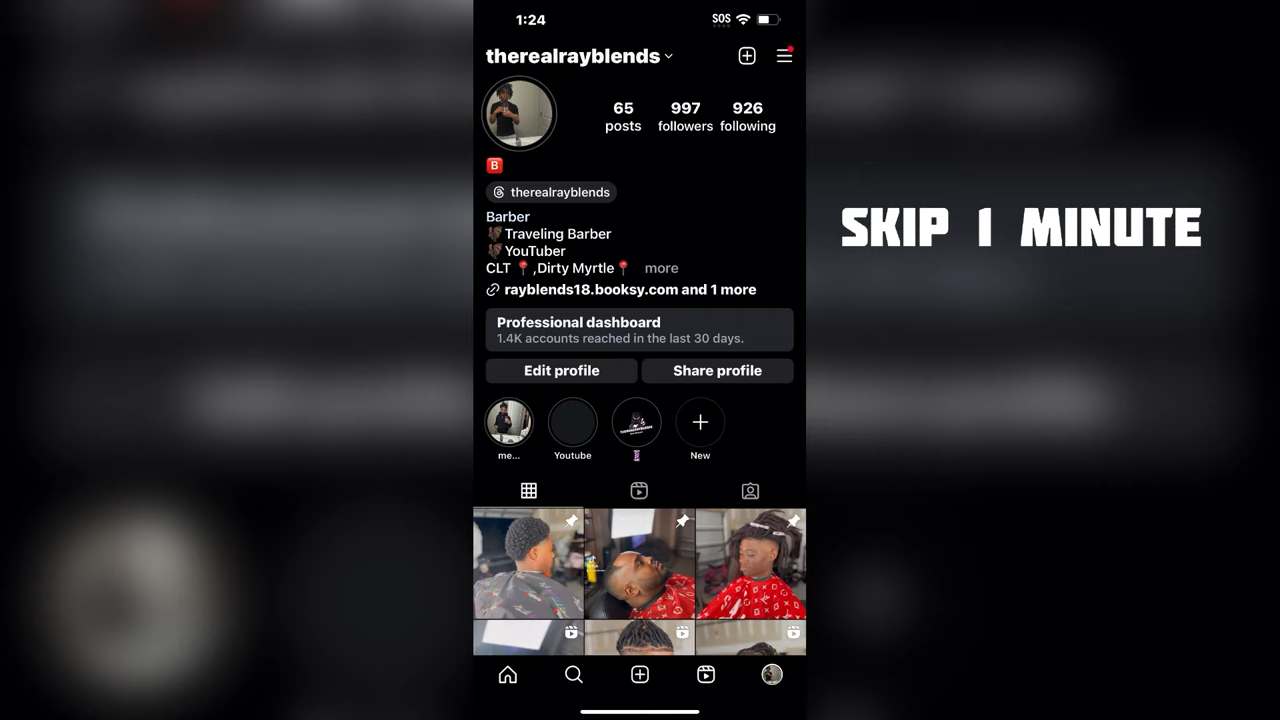 1:24
SOS
therealrayblends
65
posts
997
followers
926
following
B
therealrayblends
Barber
Traveling Barber
YouTuber
CLT 📍,Dirty Myrtle📍 more
rayblends18.booksy.com and 1 more
Professional dashboard
1.4K accounts reached in the last 30 days.
Edit profile
Share profile
me...
Youtube
New
SKIP 1 MINUTE